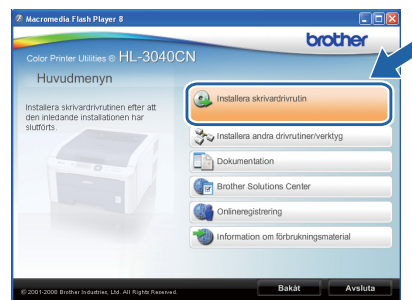 Macromedia Flash Player 8
brother
Color Printer Utilities © HL-3040CN
Huvudmenyn
Installera skrivardrivrutinen efter att
den inledande installationen har
slutförts.
Installera skrivardrivrutin
Installera andra drivrutiner/verktyg
Dokumentation
Brother Solutions Center
Onlineregistrering
Information om förbrukningsmaterial
© 2001-2008 Brother Industries, Ltd. All Rights Reserved.
Bakåt
Avsluta